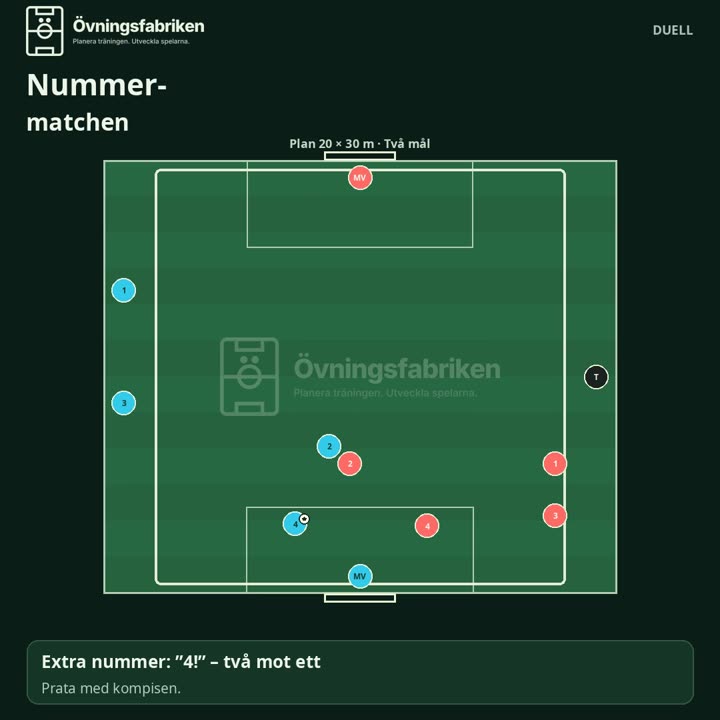 Övningsfabriken
Planera träningen. Utveckla spelarna.
DUELL
Nummer-
matchen
Plan 20 × 30 m · Två mål
MV
1
Övningsfabriken
Planera träningen. Utveckla spelarna.
T
3
2
2
1
3
4
4
MV
Extra nummer: ”4!” – två mot ett
Prata med kompisen.